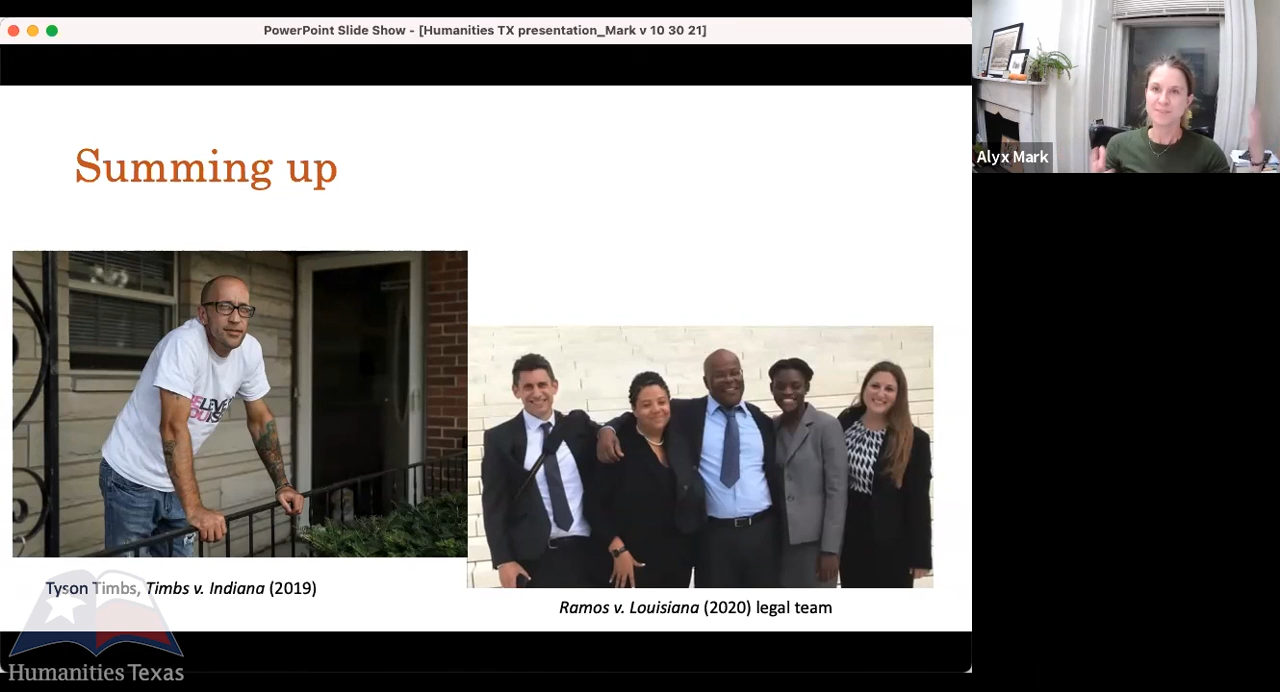 PowerPoint Slide Show - [Humanities TX presentation_Mark v 10 30 21]
Alyx Mark
Summing up
Tyson Timbs, Timbs v. Indiana (2019)
Ramos v. Louisiana (2020) legal team
Humanities Texas